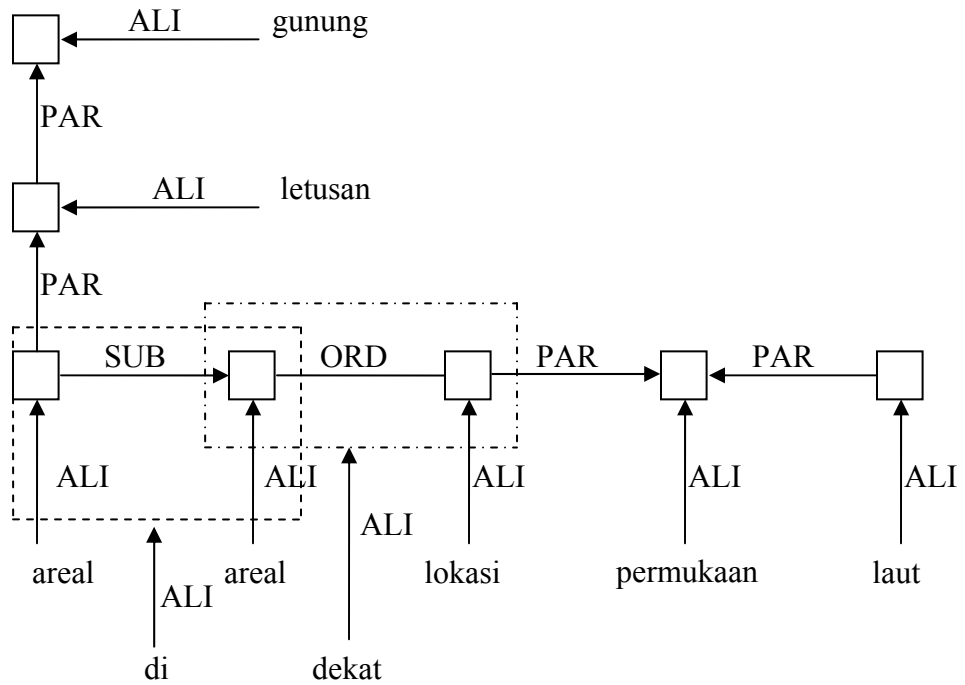 ALI gunung
PAR
ALI letusan
PAR
SUB ORD PAR PAR
ALI ALI ALI ALI ALI
ALI
areal areal lokasi permukaan laut
ALI
di dekat